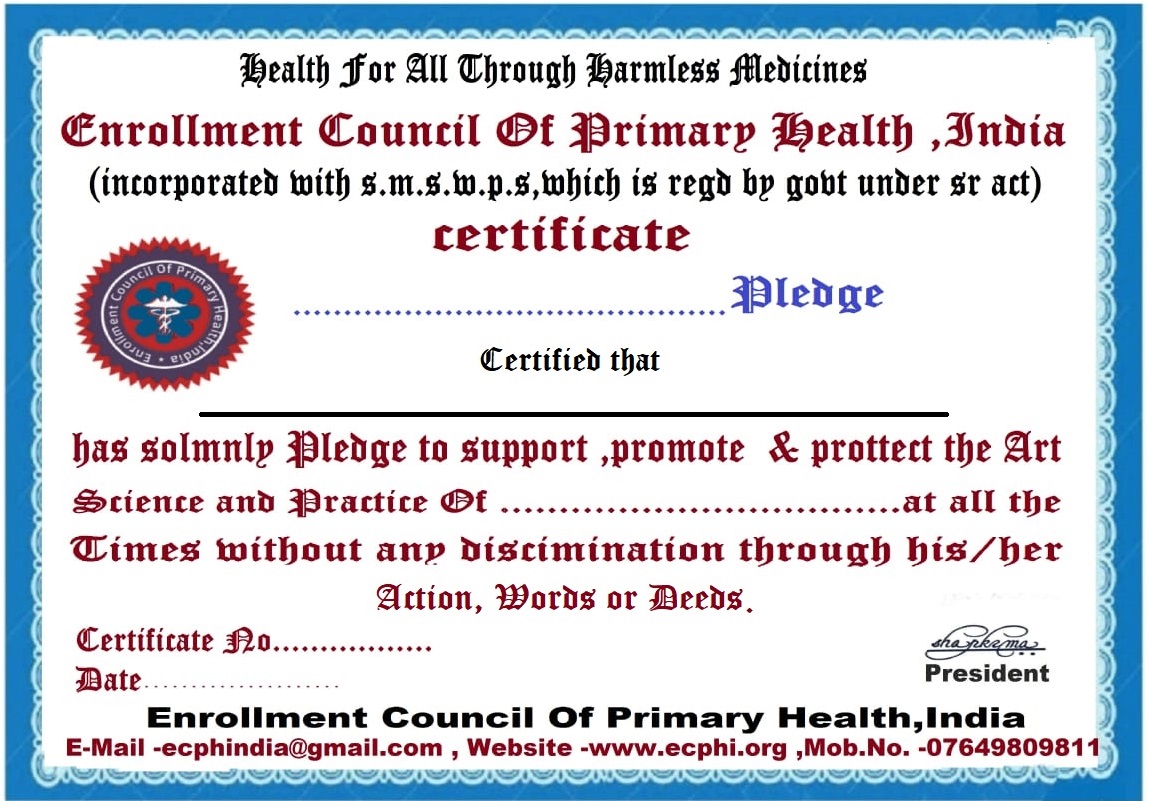 Health For All Through Harmless Medicines
Enrollment Council Of Primary Health ,India
(incorporated with s.m.s.w.p.s,which is regd by govt under sr act)
certificate
Enrollment Council Of Primary Health,India
...........................................Pledge
Certified that
has solmnly Pledge to support ,promote & prottect the Art
Science and Practice Of ..................................at all the
Times without any discimination through his/her
Action, Words or Deeds.
Certificate No.................
Date.....................
President
Enrollment Council Of Primary Health,India
E-Mail -ecphindia@gmail.com , Website -www.ecphi.org ,Mob.No. -07649809811